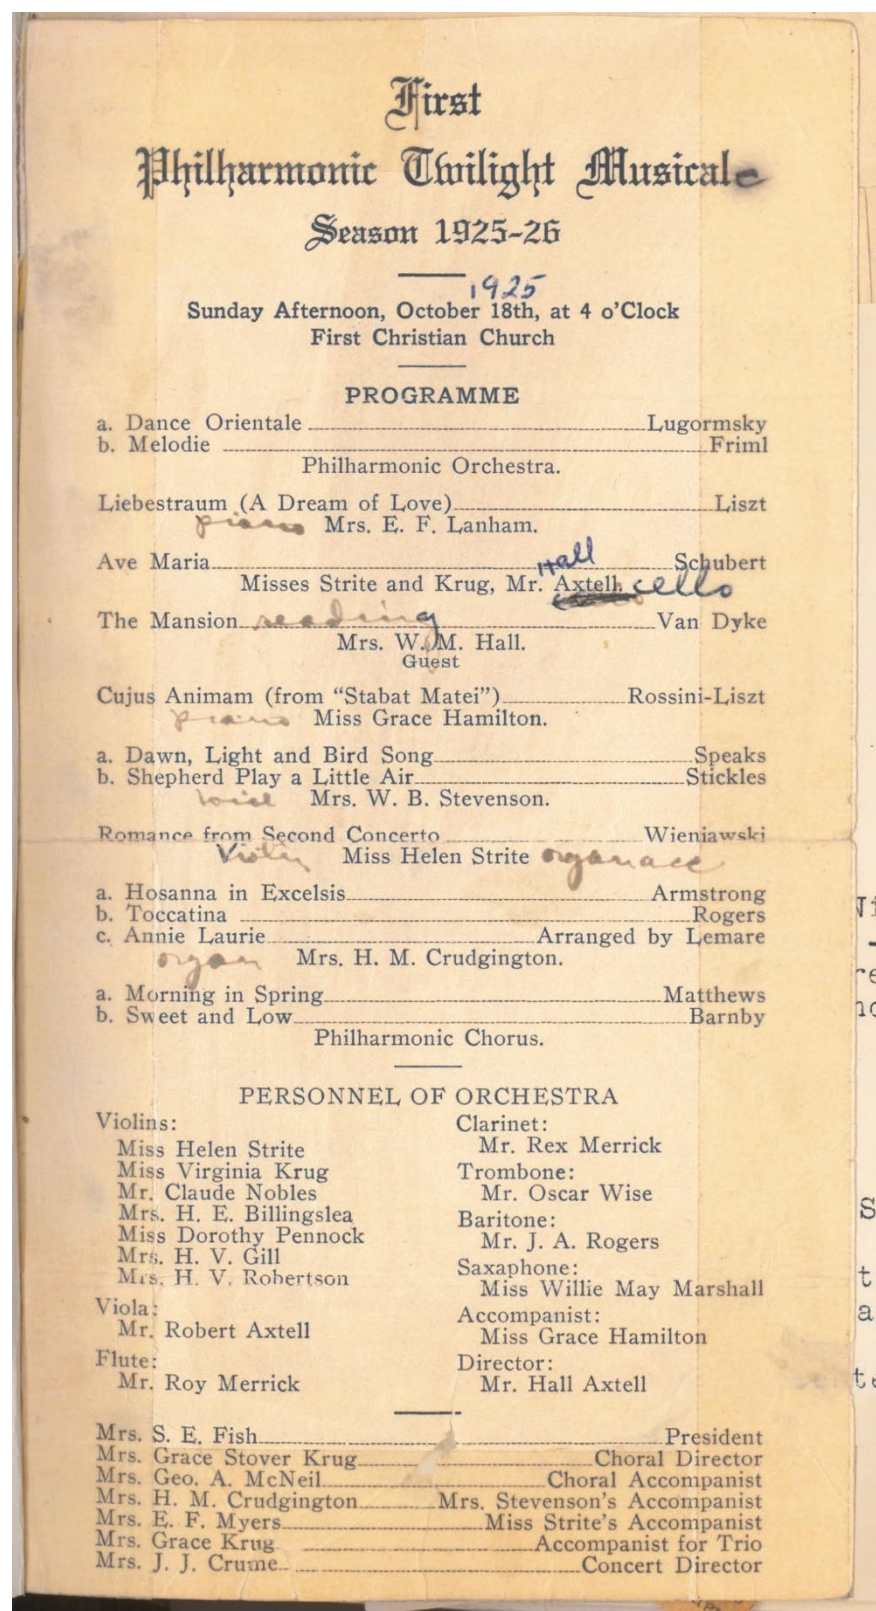 First
Philharmonic Twilight Musicale
Season 1925-26
1925
Sunday Afternoon, October 18th, at 4 o'Clock
First Christian Church
PROGRAMME
a. Dance Orientale Lugormsky
b. Melodie Friml
Philharmonic Orchestra.
Liebestraum (A Dream of Love) Liszt
piano Mrs. E. F. Lanham.
Ave Maria Hall Schubert
Misses Strite and Krug, Mr. Axtell. cello
The Mansion reading Van Dyke
Mrs. W. M. Hall.
Guest
Cujus Animam (from "Stabat Matei") Rossini-Liszt
piano Miss Grace Hamilton.
a. Dawn, Light and Bird Song Speaks
b. Shepherd Play a Little Air Stickles
Mrs. W. B. Stevenson.
Romance from Second Concerto Wieniawski
Violin Miss Helen Strite organ acc
a. Hosanna in Excelsis Armstrong
b. Toccatina Rogers
c. Annie Laurie Arranged by Lemare
organ Mrs. H. M. Crudgington.
a. Morning in Spring Matthews
b. Sweet and Low Barnby
Philharmonic Chorus.
PERSONNEL OF ORCHESTRA
Violins:
Miss Helen Strite
Miss Virginia Krug
Mr. Claude Nobles
Mrs. H. E. Billingslea
Miss Dorothy Pennock
Mrs. H. V. Gill
Mrs. H. V. Robertson
Viola:
Mr. Robert Axtell
Flute:
Mr. Roy Merrick
Clarinet:
Mr. Rex Merrick
Trombone:
Mr. Oscar Wise
Baritone:
Mr. J. A. Rogers
Saxaphone:
Miss Willie May Marshall
Accompanist:
Miss Grace Hamilton
Director:
Mr. Hall Axtell
Mrs. S. E. Fish President
Mrs. Grace Stover Krug Choral Director
Mrs. Geo. A. McNeil Choral Accompanist
Mrs. H. M. Crudgington Mrs. Stevenson's Accompanist
Mrs. E. F. Myers Miss Strite's Accompanist
Mrs. Grace Krug Accompanist for Trio
Mrs. J. J. Crume Concert Director